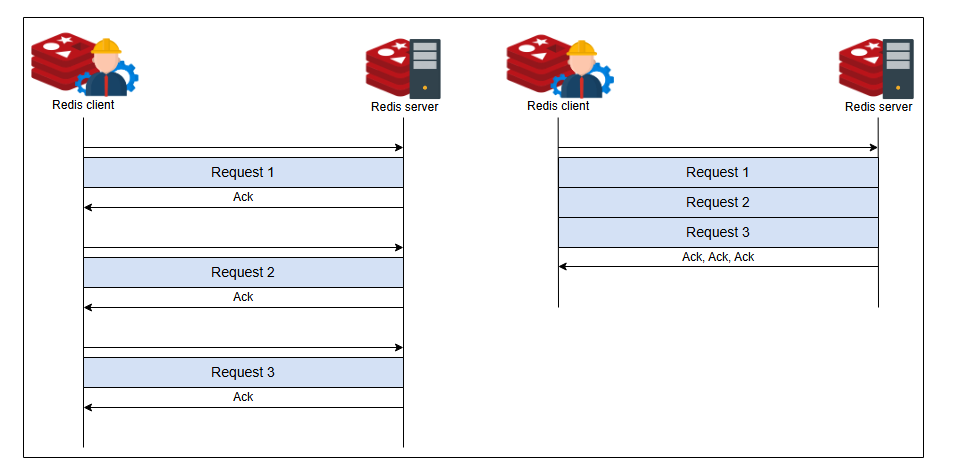 Redis client
Redis server
Request 1
Ack
Request 2
Ack
Request 3
Ack
Redis client
Redis server
Request 1
Request 2
Request 3
Ack, Ack, Ack